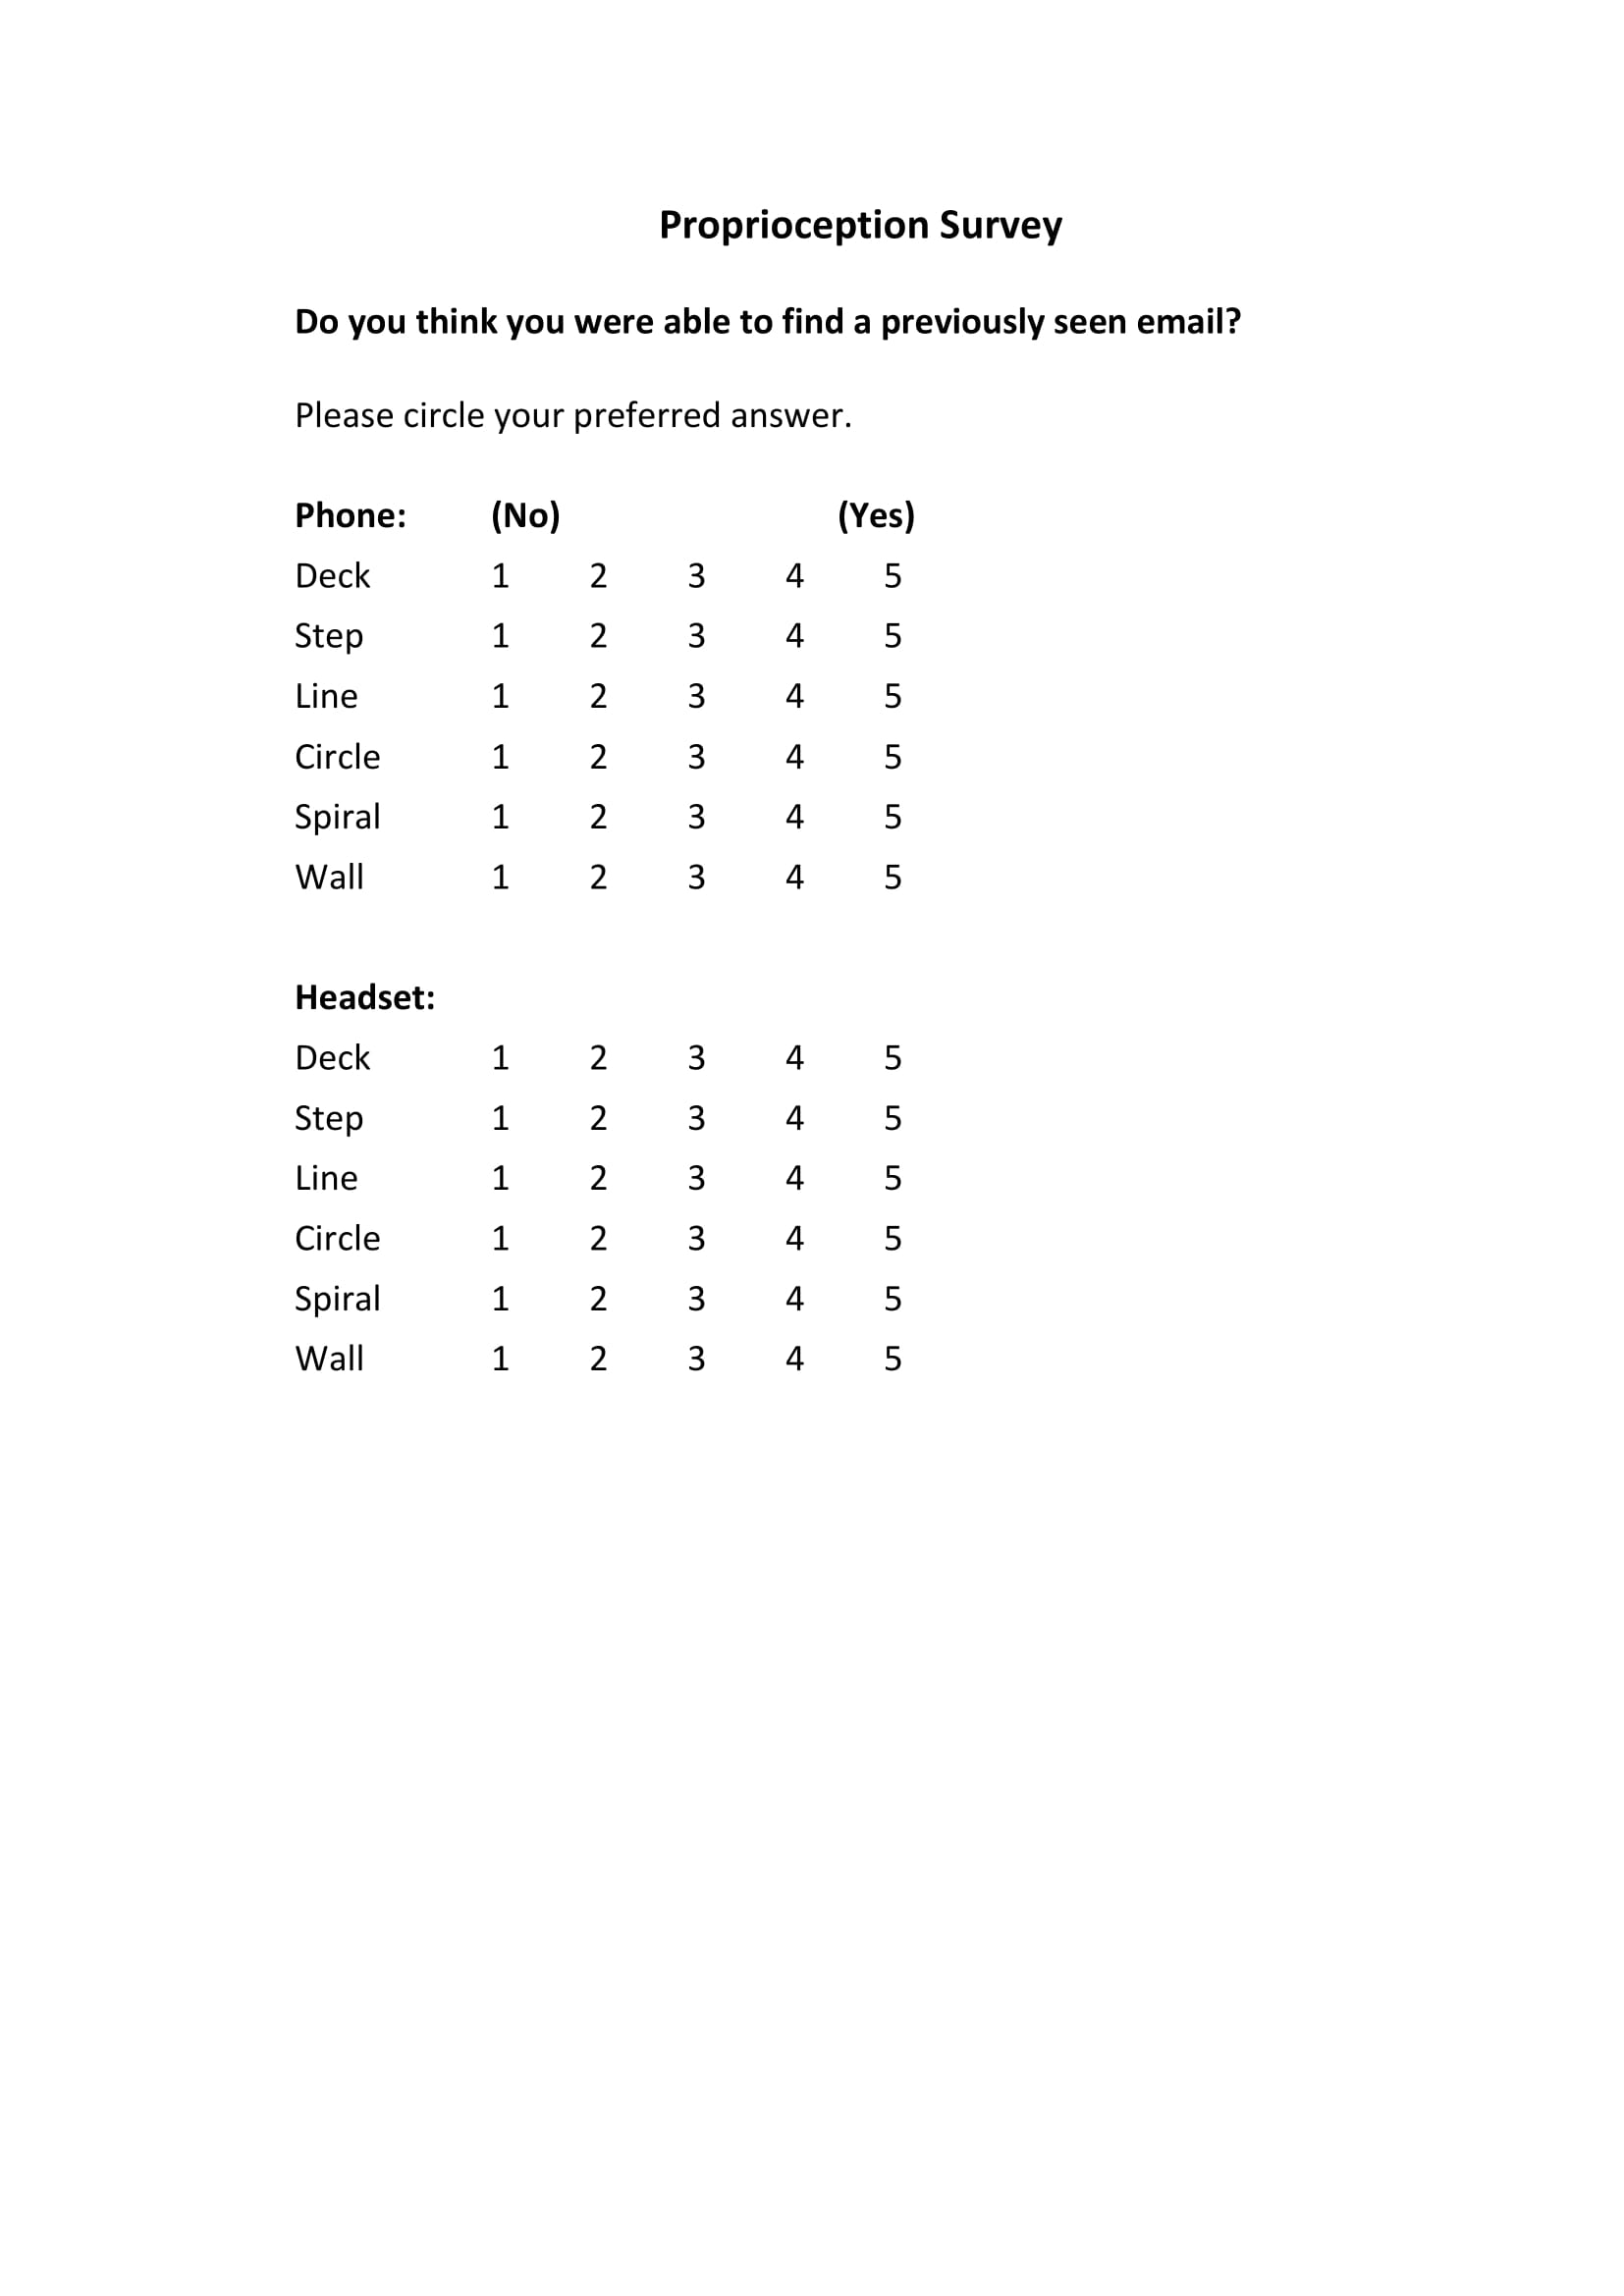 Proprioception Survey
Do you think you were able to find a previously seen email?
Please circle your preferred answer.
Phone: (No) (Yes)
Deck 1 2 3 4 5
Step 1 2 3 4 5
Line 1 2 3 4 5
Circle 1 2 3 4 5
Spiral 1 2 3 4 5
Wall 1 2 3 4 5
Headset:
Deck 1 2 3 4 5
Step 1 2 3 4 5
Line 1 2 3 4 5
Circle 1 2 3 4 5
Spiral 1 2 3 4 5
Wall 1 2 3 4 5